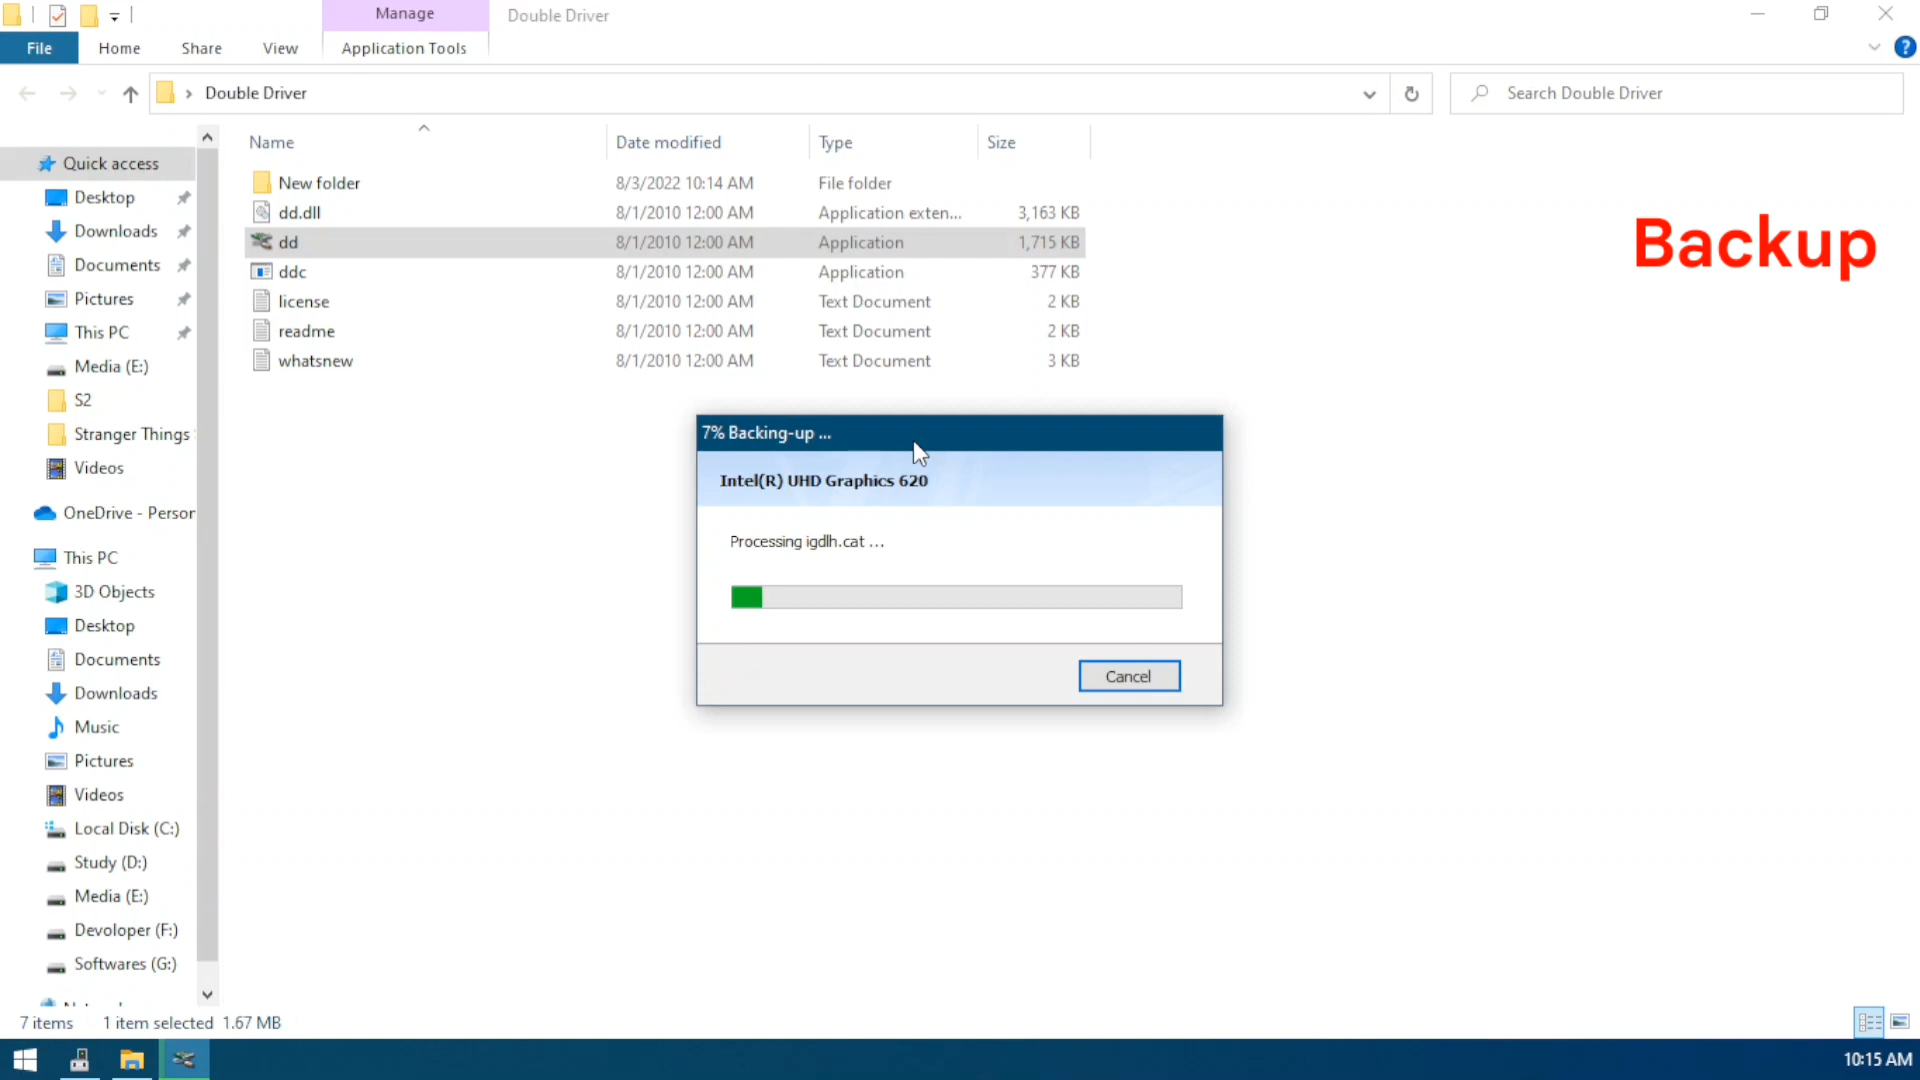 Manage
Double Driver
File
Home
Share
View
Application Tools
?
Double Driver
Search Double Driver
Name
Date modified
Type
Size
Quick access
Desktop
Downloads
Documents
Pictures
This PC
Media (E:)
S2
Stranger Things
Videos
OneDrive - Person
This PC
3D Objects
Desktop
Documents
Downloads
Music
Pictures
Videos
Local Disk (C:)
Study (D:)
Media (E:)
Devoloper (F:)
Softwares (G:)
New folder 8/3/2022 10:14 AM File folder
dd.dll 8/1/2010 12:00 AM Application exten... 3,163 KB
dd 8/1/2010 12:00 AM Application 1,715 KB
ddc 8/1/2010 12:00 AM Application 377 KB
license 8/1/2010 12:00 AM Text Document 2 KB
readme 8/1/2010 12:00 AM Text Document 2 KB
whatsnew 8/1/2010 12:00 AM Text Document 3 KB
Backup
7% Backing-up ...
Intel(R) UHD Graphics 620
Processing igdlh.cat ...
Cancel
7 items 1 item selected 1.67 MB
10:15 AM